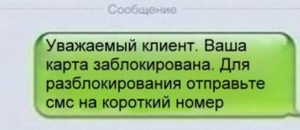 Сообщение
Уважаемый клиент. Ваша
карта заблокирована. Для
разблокирования отправьте
смс на короткий номер